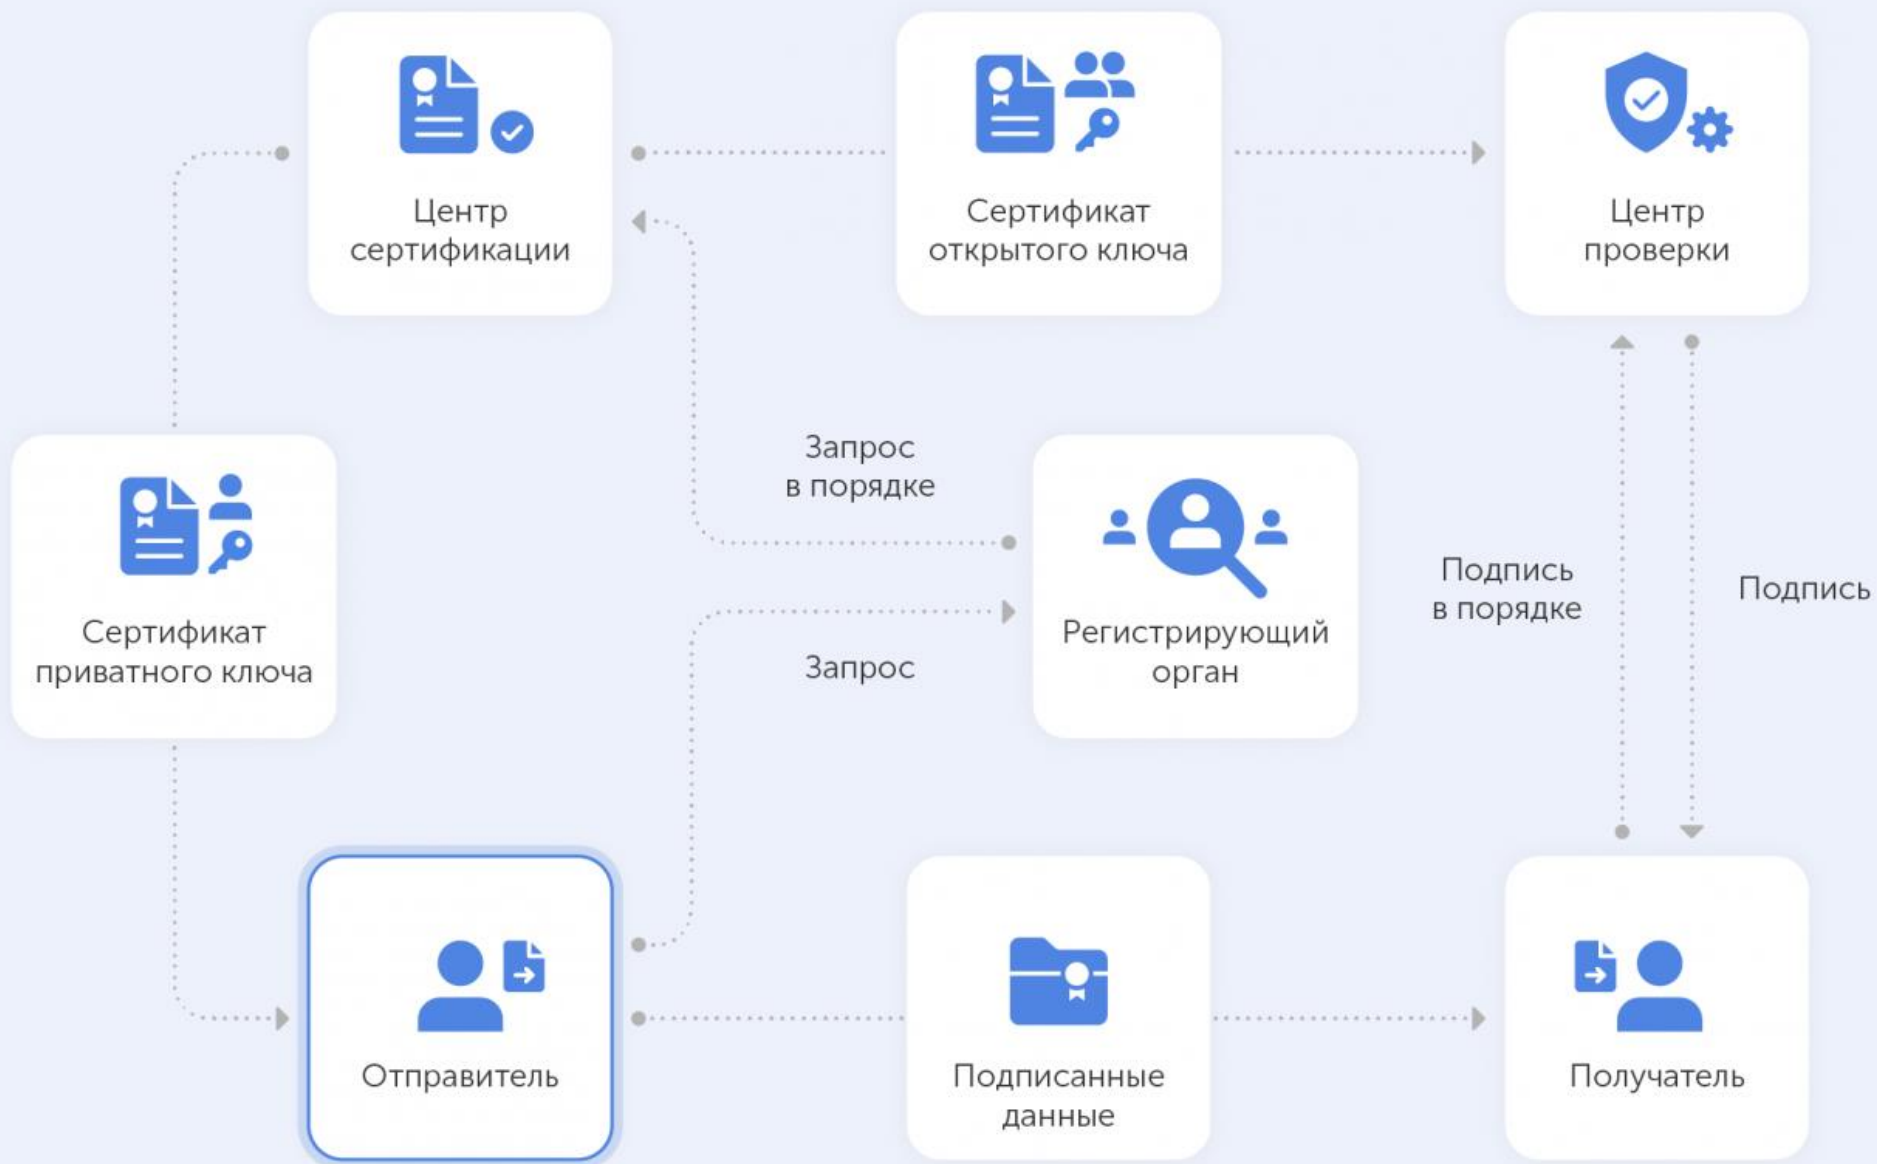 Центр
сертификации
Сертификат
открытого ключа
Центр
проверки
Запрос
в порядке
Сертификат
приватного ключа
Запрос
Регистрирующий
орган
Подпись
в порядке
Подпись
Отправитель
Подписанные
данные
Получатель